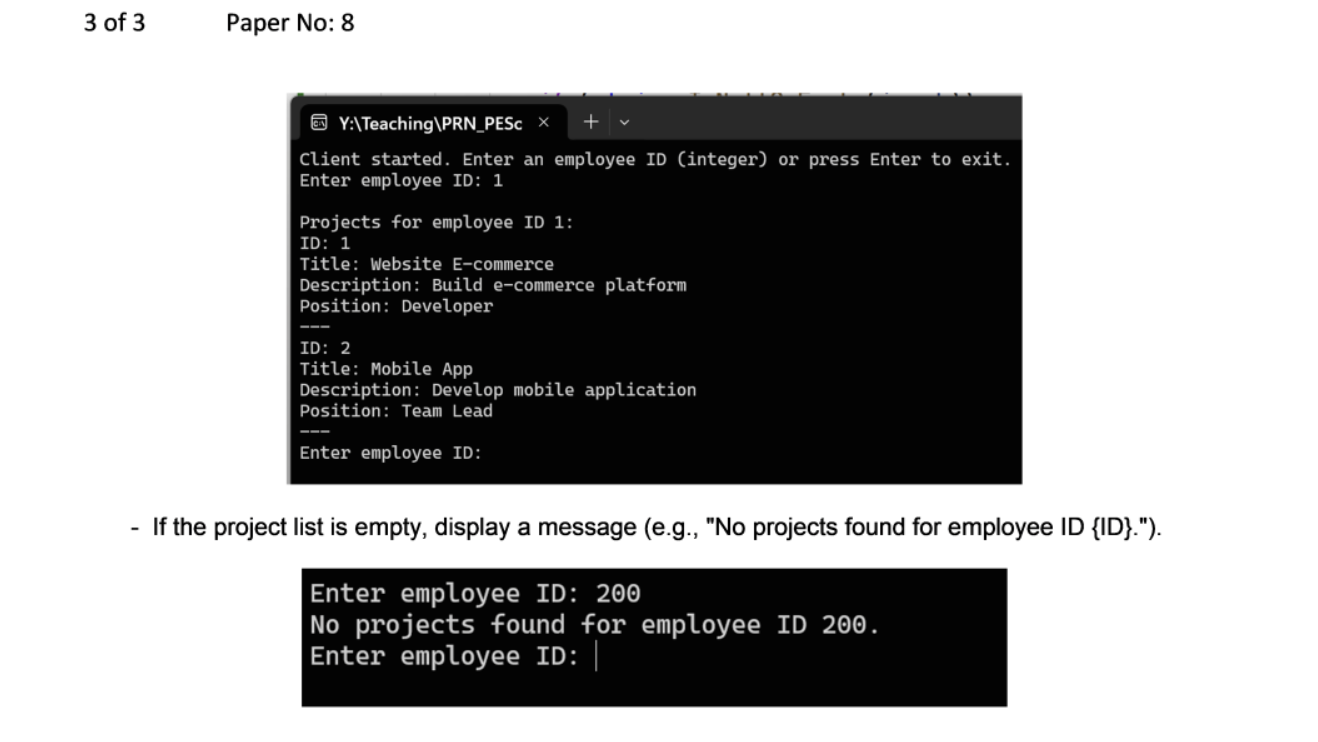 3 of 3 Paper No: 8
Y:\Teaching\PRN_PESc
Client started. Enter an employee ID (integer) or press Enter to exit.
Enter employee ID: 1
Projects for employee ID 1:
ID: 1
Title: Website E-commerce
Description: Build e-commerce platform
Position: Developer
---
ID: 2
Title: Mobile App
Description: Develop mobile application
Position: Team Lead
---
Enter employee ID:
- If the project list is empty, display a message (e.g., "No projects found for employee ID {ID}.").
Enter employee ID: 200
No projects found for employee ID 200.
Enter employee ID: